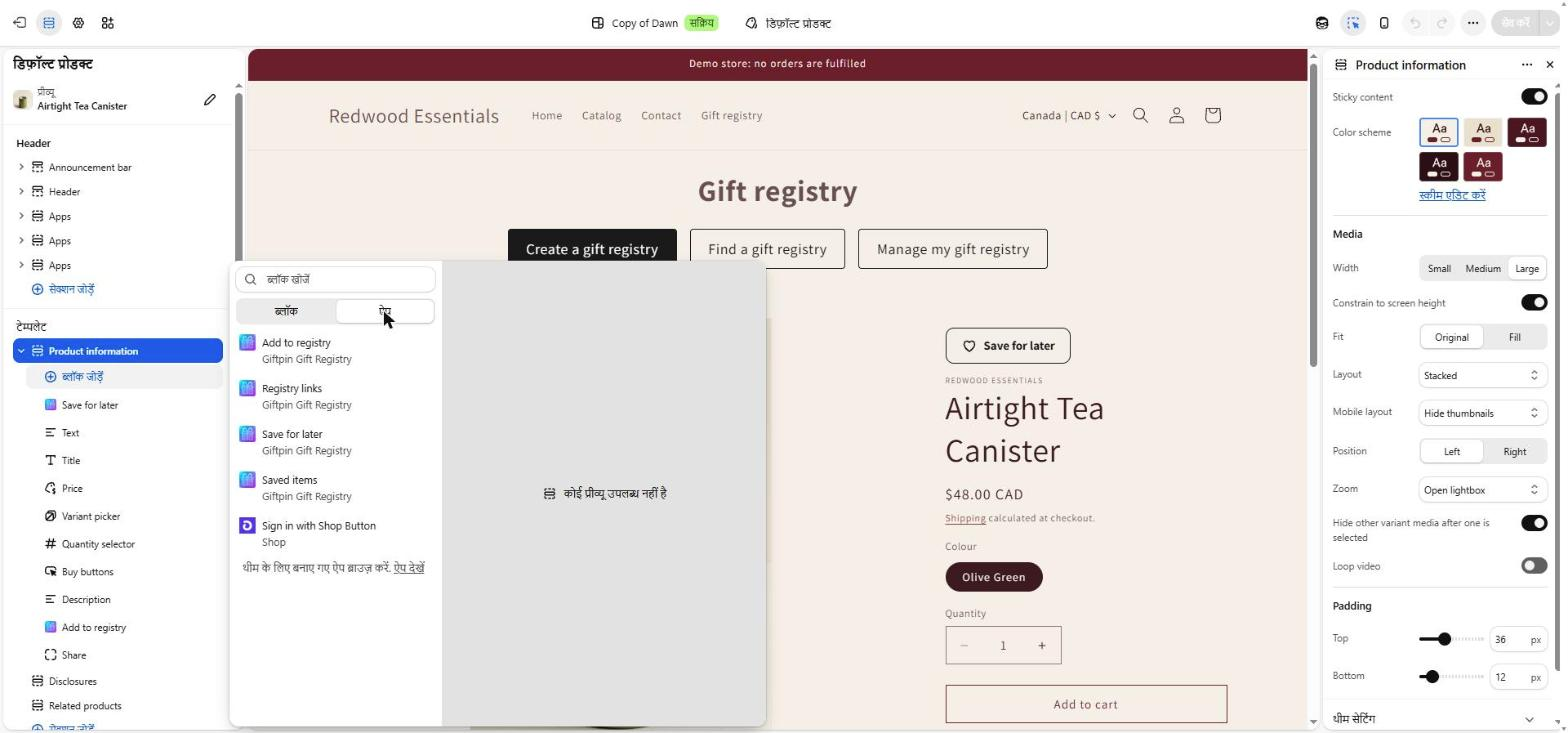 Copy of Dawn सक्रिय
डिफ़ॉल्ट प्रोडक्ट
सेव करें
डिफ़ॉल्ट प्रोडक्ट
प्रीव्यू
Airtight Tea Canister
Header
Announcement bar
Header
Apps
Apps
Apps
सेक्शन जोड़ें
टेम्पलेट
Product information
ब्लॉक जोड़ें
Save for later
Text
Title
Price
Variant picker
Quantity selector
Buy buttons
Description
Add to registry
Share
Disclosures
Related products
सेक्शन जोड़ें
ब्लॉक खोजें
ब्लॉक
ऐप
Add to registry
Giftpin Gift Registry
Registry links
Giftpin Gift Registry
Save for later
Giftpin Gift Registry
Saved items
Giftpin Gift Registry
Sign in with Shop Button
Shop
थीम के लिए बनाए गए ऐप ब्राउज़ करें. ऐप देखें
कोई प्रीव्यू उपलब्ध नहीं है
Demo store: no orders are fulfilled
Redwood Essentials
Home
Catalog
Contact
Gift registry
Canada | CAD $
Gift registry
Create a gift registry
Find a gift registry
Manage my gift registry
Save for later
REDWOOD ESSENTIALS
Airtight Tea
Canister
$48.00 CAD
Shipping calculated at checkout.
Colour
Olive Green
Quantity
1
Add to cart
Product information
Sticky content
Color scheme
Aa
Aa
Aa
Aa
Aa
स्कीम एडिट करें
Media
Width
Small
Medium
Large
Constrain to screen height
Fit
Original
Fill
Layout
Stacked
Mobile layout
Hide thumbnails
Position
Left
Right
Zoom
Open lightbox
Hide other variant media after one is
selected
Loop video
Padding
Top
36 px
Bottom
12 px
थीम सेटिंग